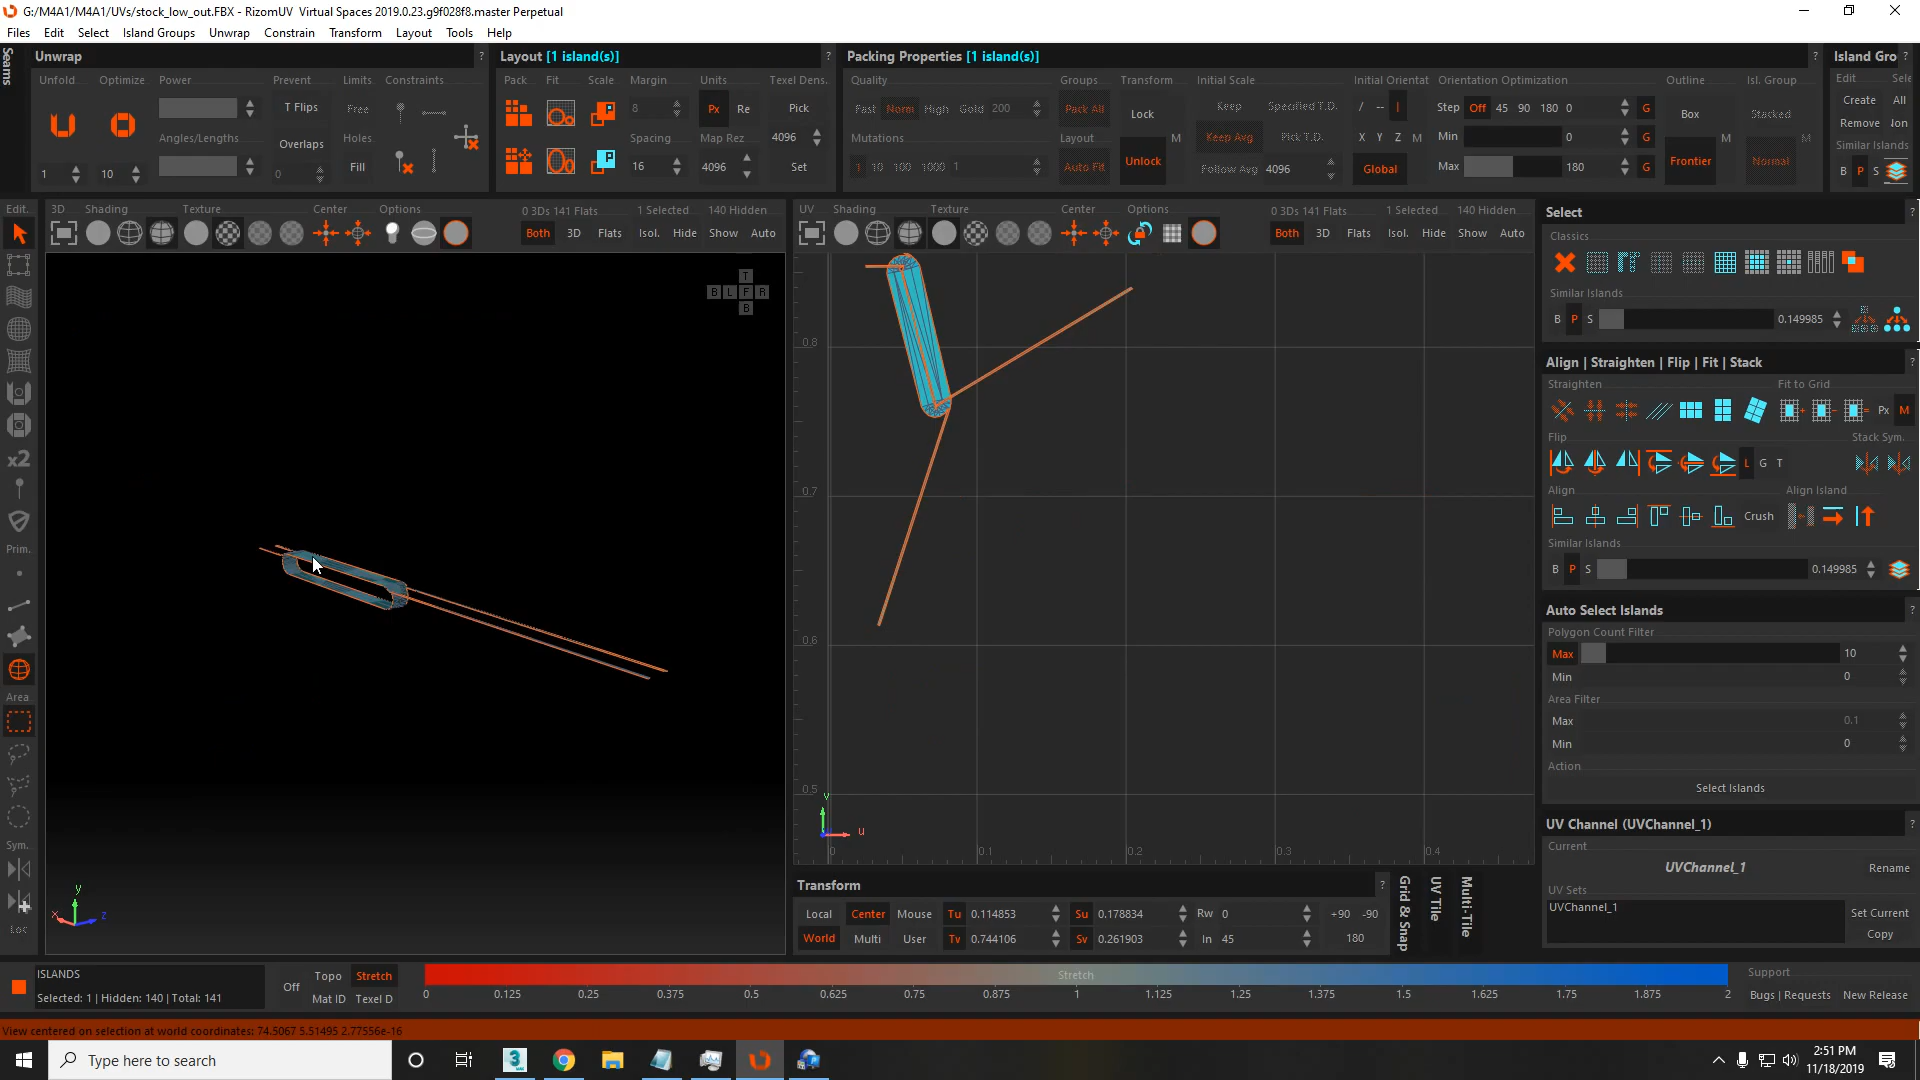 G:/M4A1/M4A1/UVs/stock_low_out.FBX - RizomUV Virtual Spaces 2019.0.23.g9f028f8.master Perpetual
Files Edit Select Island Groups Unwrap Constrain Transform Layout Tools Help
Seams
Unwrap ?
Unfold Optimize Power Prevent Limits Constraints
T Flips Free
Angles/Lengths Overlaps Holes
Fill
1 10 0
Layout [1 island(s)] ?
Pack Fit Scale Margin Units Texel Dens.
8 Px Re Pick
Spacing Map Rez 4096
16 4096 Set
Packing Properties [1 island(s)] ?
Quality Groups Transform Initial Scale Initial Orientat Orientation Optimization Outline Isl. Group
Fast Norm High Gold 200 Pack All Lock Keep Specified T.D. / -- | Step Off 45 90 180 0 G Box Stacked
Mutations Layout M Keep Avg Pick T.D. X Y Z M Min 0 G M M
1 10 100 1000 1 Auto Fit Unlock Follow Avg 4096 Global Max 180 G Frontier Normal
Island Gro ?
Edit Sele
Create All
Remove Non
Similar Islands
B P S
Edit.
3D Shading Texture Center Options 0 3Ds 141 Flats 1 Selected 140 Hidden
Both 3D Flats Isol. Hide Show Auto
UV Shading Texture Center Options 0 3Ds 141 Flats 1 Selected 140 Hidden
Both 3D Flats Isol. Hide Show Auto
T
B L F R
B
x2
Prim.
Area
Sym.
Loc
y
x z
0.8
0.7
0.6
0.5
v
u
0 0.1 0.2 0.3 0.4
Select ?
Classics
Similar Islands
B P S 0.149985
Align | Straighten | Flip | Fit | Stack ?
Straighten Fit to Grid
Px M
Flip Stack Sym.
L G T
Align Align Island
Crush
Similar Islands
B P S 0.149985
Auto Select Islands ?
Polygon Count Filter
Max 10
Min 0
Area Filter
Max 0.1
Min 0
Action
Select Islands
UV Channel (UVChannel_1) ?
Current
UVChannel_1 Rename
UV Sets
UVChannel_1
Set Current
Copy
Transform ?
Local Center Mouse Tu 0.114853 Su 0.178834 Rw 0 +90 -90
World Multi User Tv 0.744106 Sv 0.261903 In 45 180
Grid & Snap
UV Tile
Multi-Tile
ISLANDS
Selected: 1 | Hidden: 140 | Total: 141
Off Topo Stretch
Mat ID Texel D
Stretch
0 0.125 0.25 0.375 0.5 0.625 0.75 0.875 1 1.125 1.25 1.375 1.5 1.625 1.75 1.875 2
Support
Bugs | Requests New Release
View centered on selection at world coordinates: 74.5067 5.51495 2.77556e-16
Type here to search
3
2:51 PM
11/18/2019